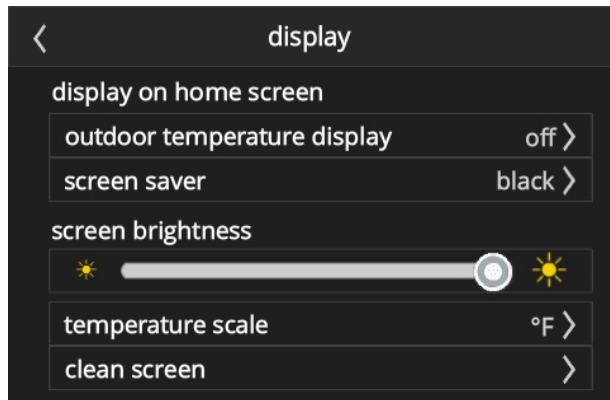 display
display on home screen
outdoor temperature display off
screen saver black
screen brightness
temperature scale °F
clean screen